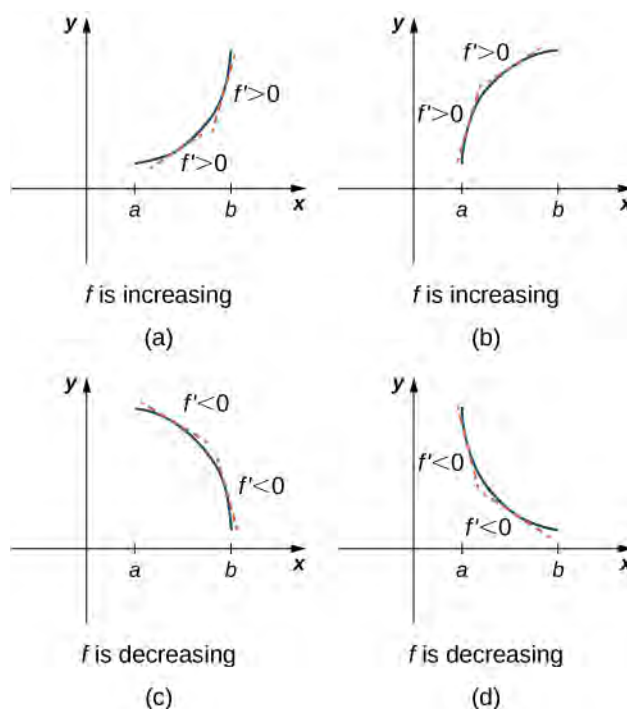 y
f'>0
f'>0
a
b
x
f is increasing
(a)
y
f'>0
f'>0
a
b
x
f is increasing
(b)
y
f'<0
f'<0
a
b
x
f is decreasing
(c)
y
f'<0
f'<0
a
b
x
f is decreasing
(d)